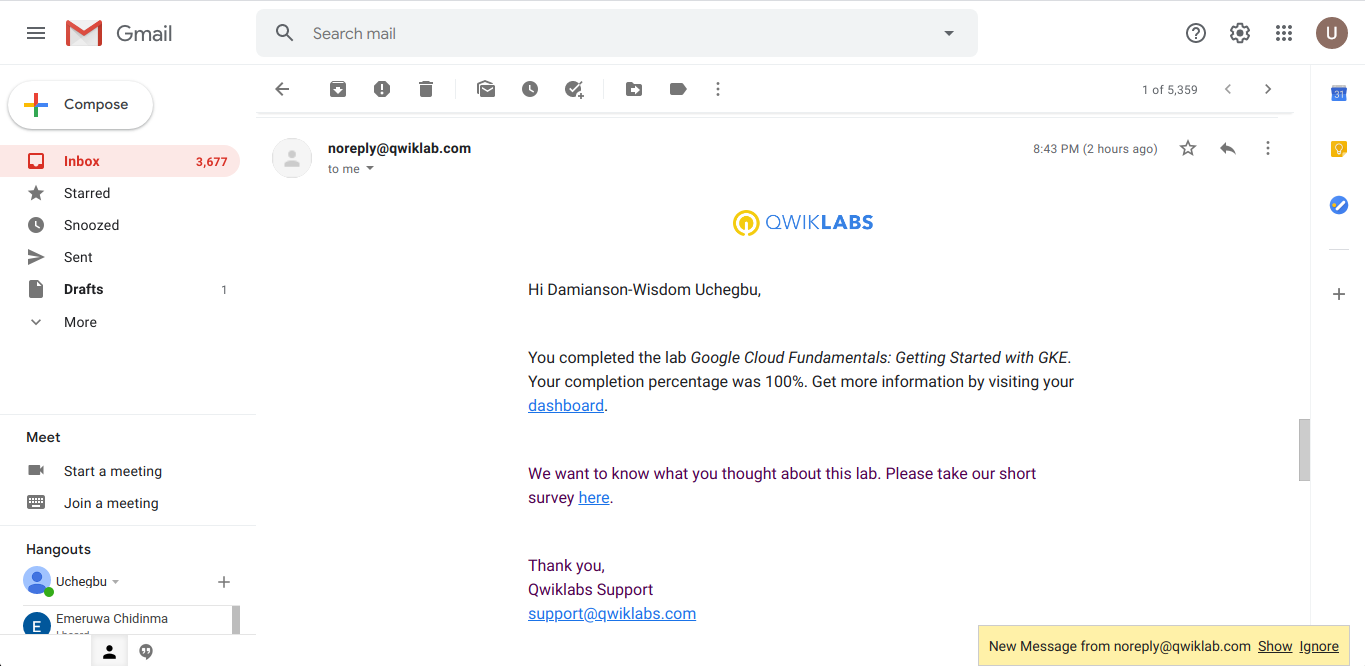 Gmail
Search mail
U
Compose
1 of 5,359
31
Inbox 3,677
Starred
Snoozed
Sent
Drafts 1
More
Meet
Start a meeting
Join a meeting
Hangouts
Uchegbu
E
Emeruwa Chidinma
noreply@qwiklab.com
8:43 PM (2 hours ago)
to me
QWIKLABS
Hi Damianson-Wisdom Uchegbu,
You completed the lab Google Cloud Fundamentals: Getting Started with GKE.
Your completion percentage was 100%. Get more information by visiting your
dashboard.
We want to know what you thought about this lab. Please take our short
survey here.
Thank you,
Qwiklabs Support
support@qwiklabs.com
New Message from noreply@qwiklab.com Show Ignore